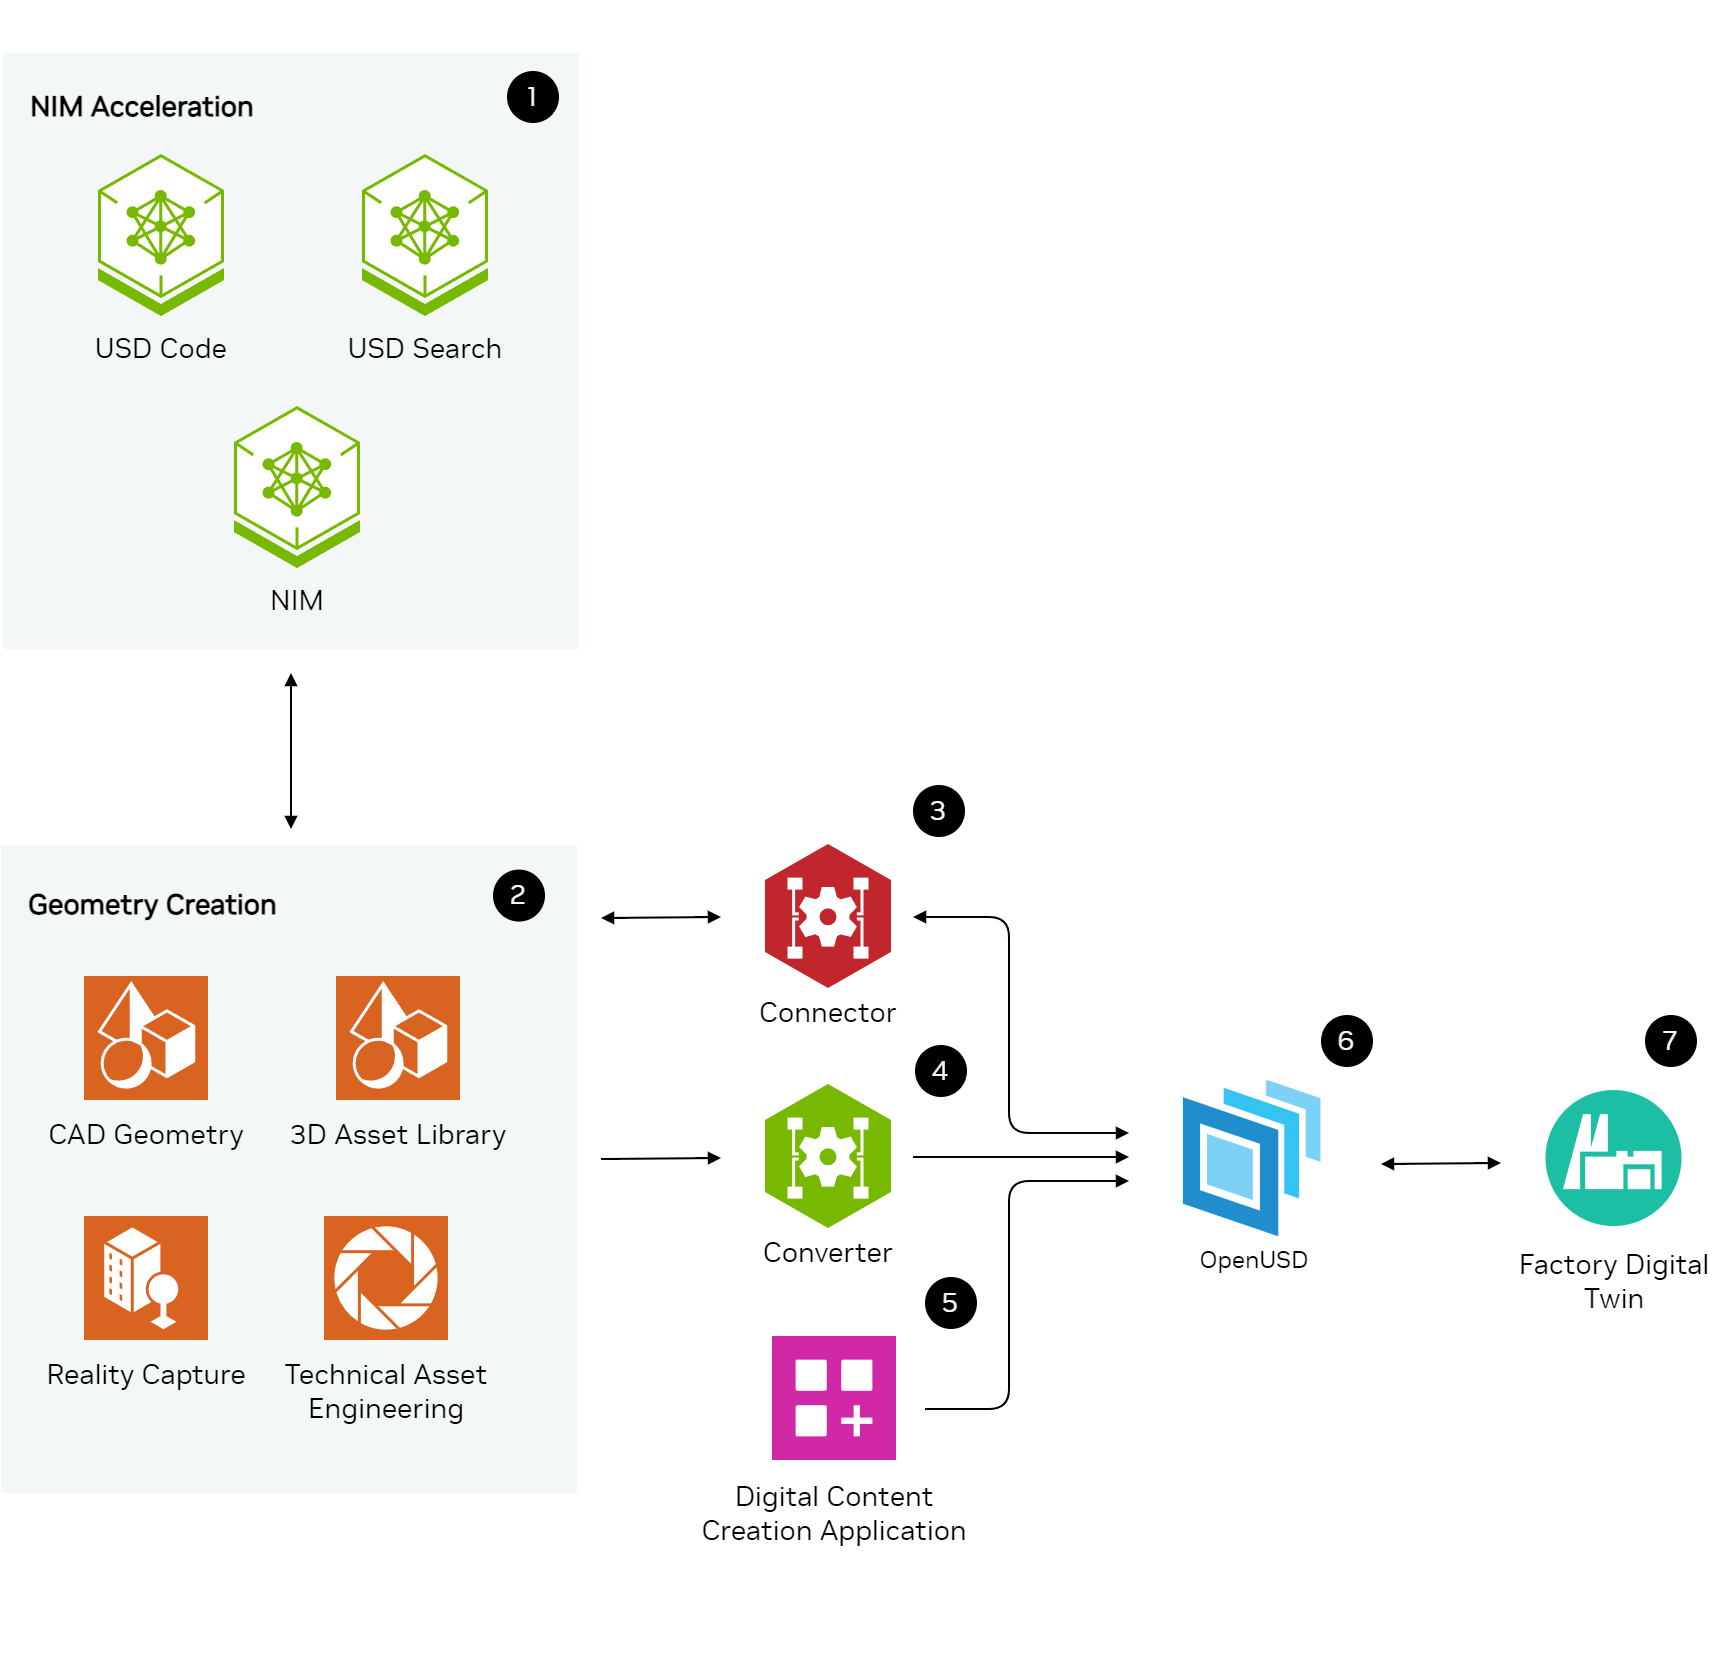 NIM Acceleration
1
USD Code
USD Search
NIM
Geometry Creation
2
CAD Geometry
3D Asset Library
Reality Capture
Technical Asset
Engineering
3
Connector
4
Converter
5
Digital Content
Creation Application
6
OpenUSD
7
Factory Digital
Twin